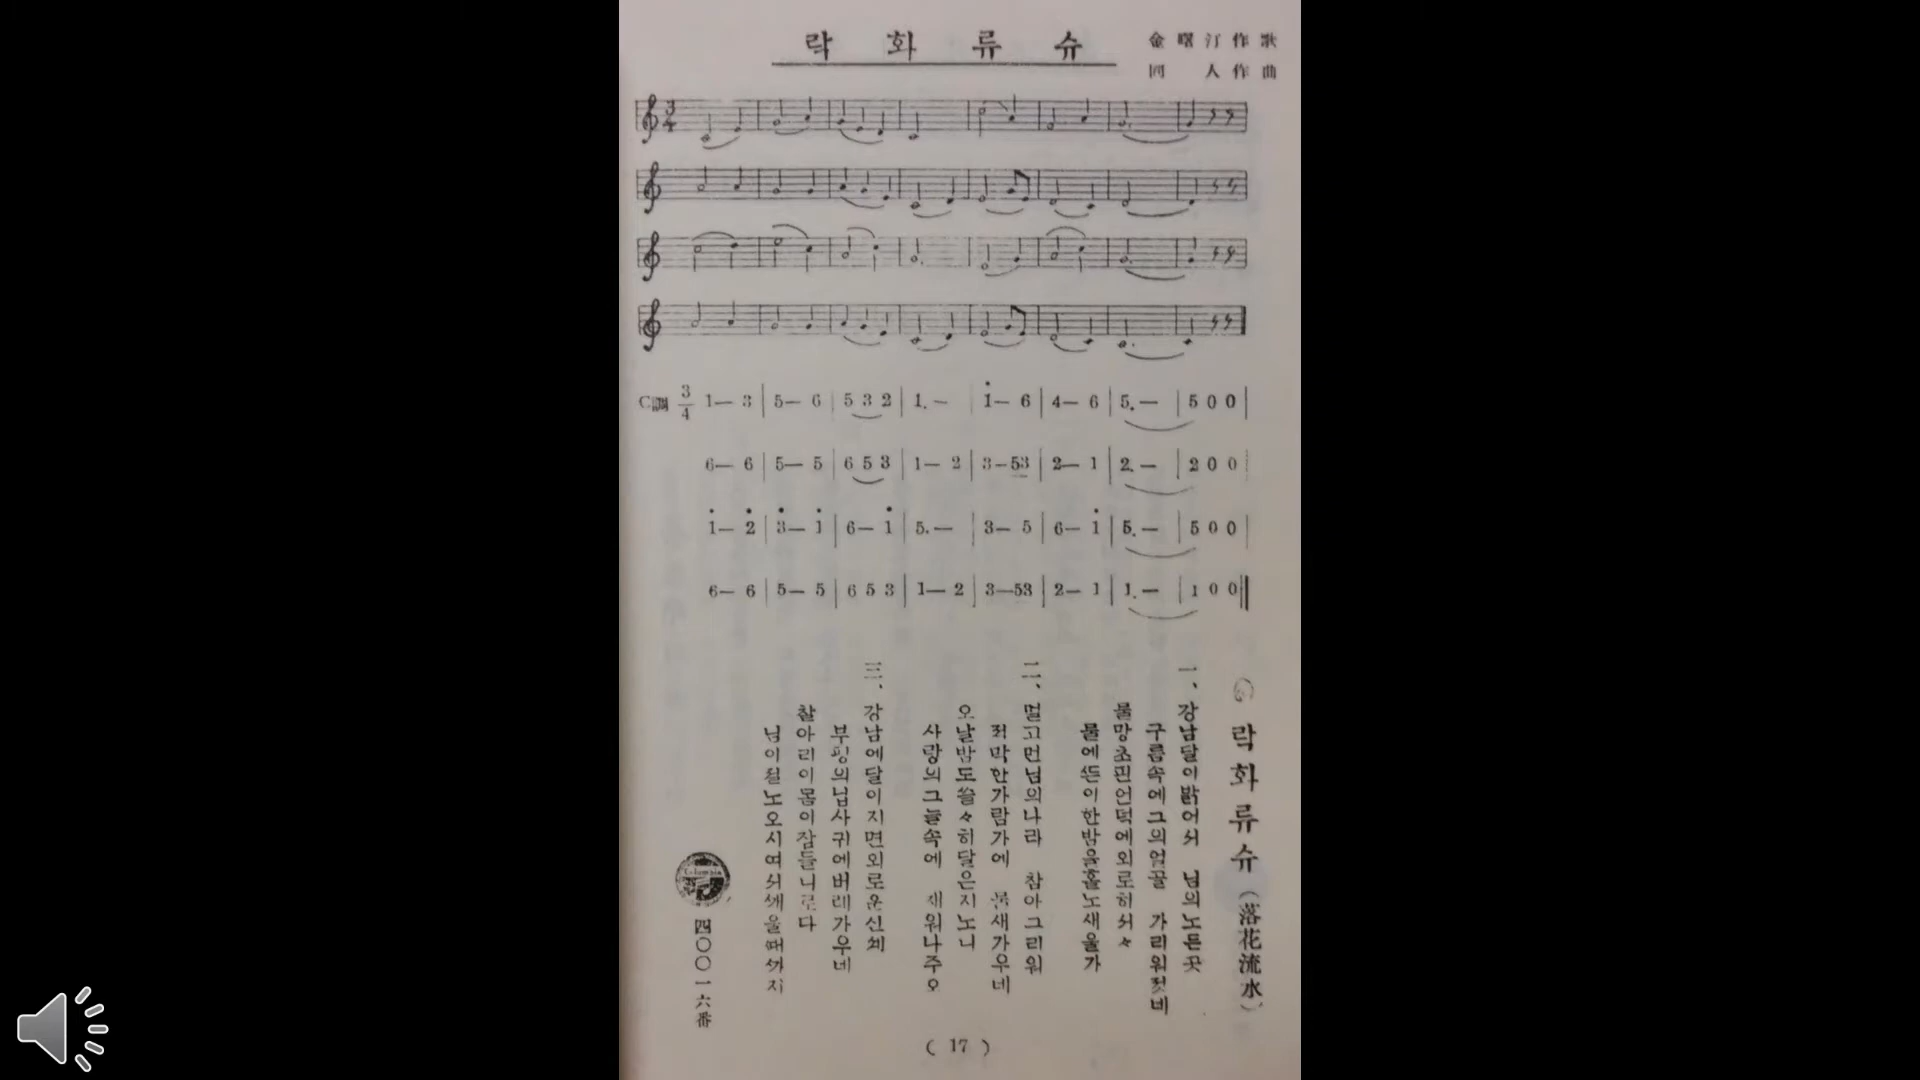 락 화 류 슈
金 曙 汀 作 歌
同 人 作 曲
C調 3/4 1— 3 | 5— 6 | 5 3 2 | 1. — | 1̇— 6 | 4— 6 | 5. — | 5 0 0 |
6— 6 | 5— 5 | 6 5 3 | 1— 2 | 3—53 | 2— 1 | 2. — | 2 0 0
1̇— 2̇ | 3̇— 1̇ | 6— 1̇ | 5. — | 3— 5 | 6— 1̇ | 5. — | 5 0 0 |
6— 6 | 5— 5 | 6 5 3 | 1— 2 | 3—53 | 2— 1 | 1. — | 1 0 0 ‖
락화류슈 (落花流水)
一、 강남달이밝어서 님의노든곳
구름속에그의얼골 가리워젓네
물망초핀언덕에외로히서々
물에 이한밤을홀노새울가
二、 멀고먼님의나라 참아그리워
적막한가람가에 새가우네
오날밤도쓸々히달은지노니
사랑의그늘속에 재워나주오
三、 강남에달이지면외로운신세
부평의닙사귀에버레가우네
찰아리이몸이잠들니로다
님이 노오시여서 울때까지
Columbia
四〇〇一六番
( 17 )